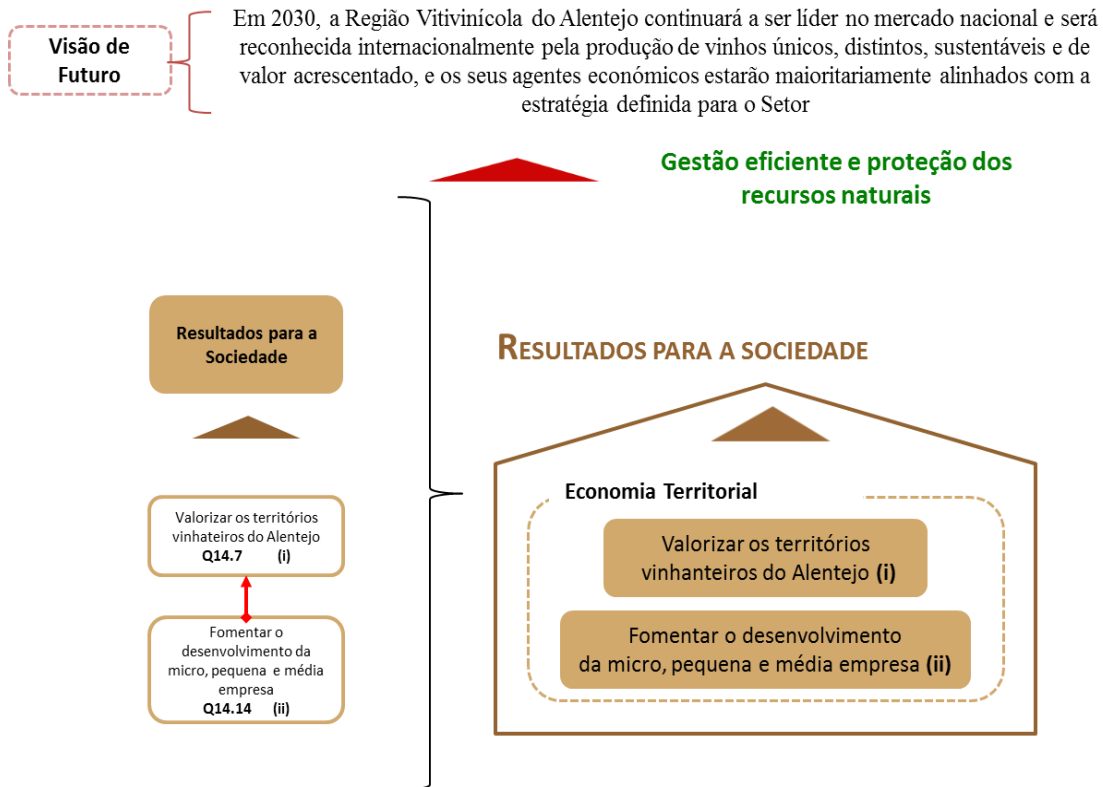 Visão de
Futuro
Em 2030, a Região Vitivinícola do Alentejo continuará a ser líder no mercado nacional e será
reconhecida internacionalmente pela produção de vinhos únicos, distintos, sustentáveis e de
valor acrescentado, e os seus agentes económicos estarão maioritariamente alinhados com a
estratégia definida para o Setor
Gestão eficiente e proteção dos
recursos naturais
Resultados para a
Sociedade
Valorizar os territórios
vinhateiros do Alentejo
Q14.7 (i)
Fomentar o
desenvolvimento da
micro, pequena e média
empresa
Q14.14 (ii)
RESULTADOS PARA A SOCIEDADE
Economia Territorial
Valorizar os territórios
vinhanteiros do Alentejo (i)
Fomentar o desenvolvimento
da micro, pequena e média empresa (ii)